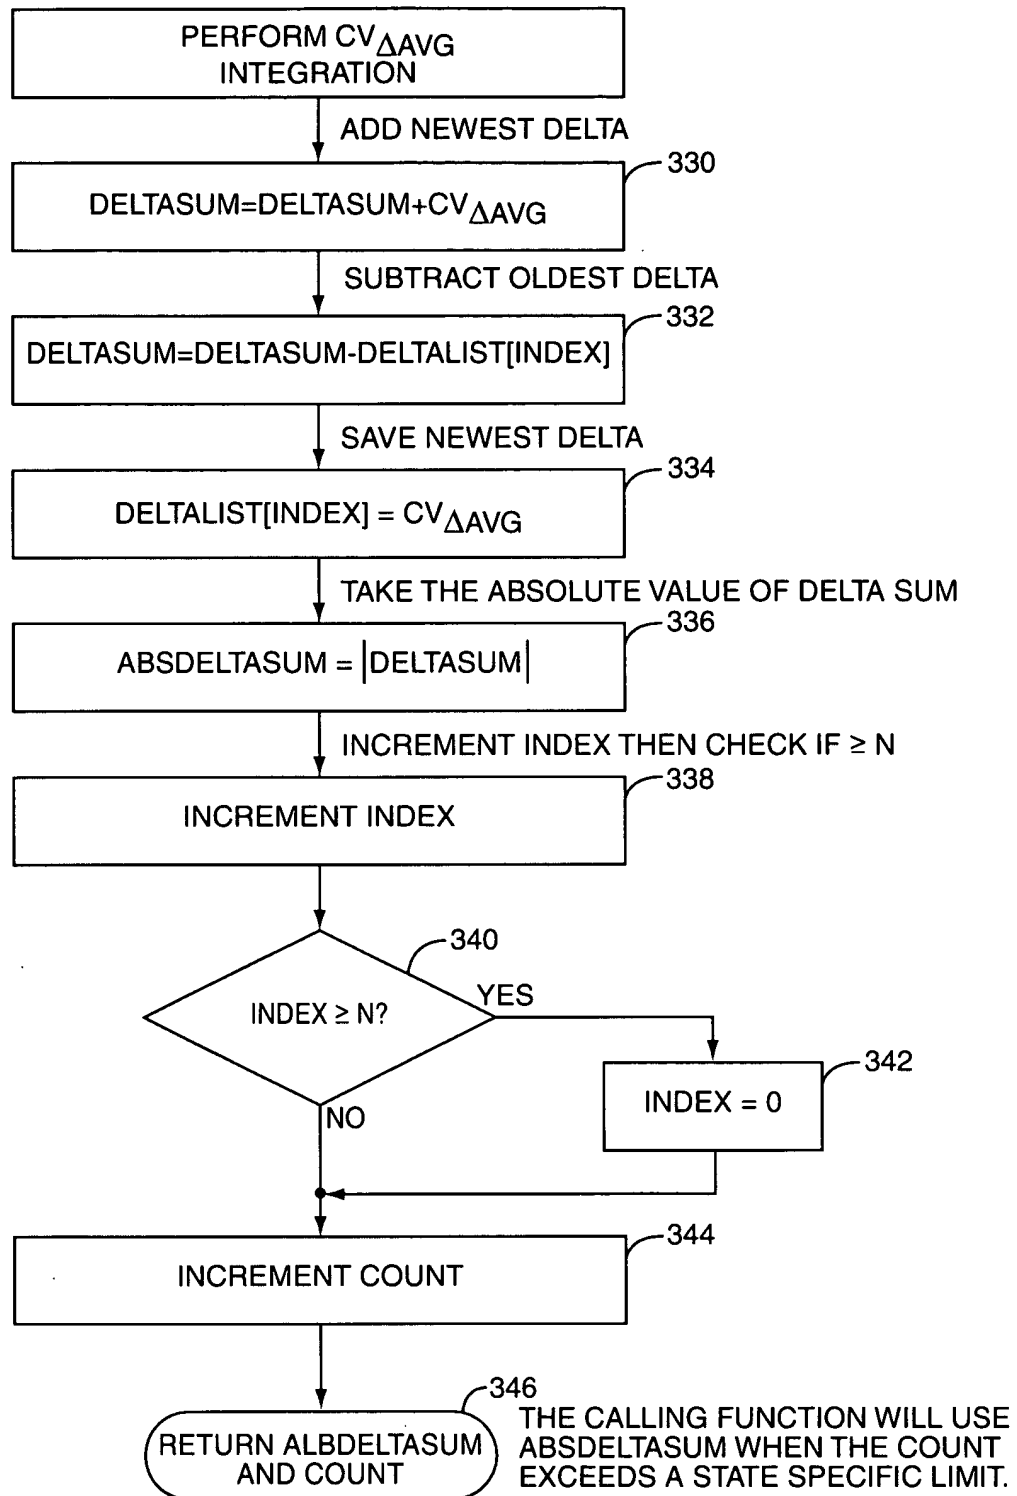 PERFORM CVΔAVG
INTEGRATION
ADD NEWEST DELTA
330
DELTASUM=DELTASUM+CVΔAVG
SUBTRACT OLDEST DELTA
332
DELTASUM=DELTASUM-DELTALIST[INDEX]
SAVE NEWEST DELTA
334
DELTALIST[INDEX] = CVΔAVG
TAKE THE ABSOLUTE VALUE OF DELTA SUM
336
ABSDELTASUM = |DELTASUM|
INCREMENT INDEX THEN CHECK IF ≥ N
338
INCREMENT INDEX
340
INDEX ≥ N?
YES
342
INDEX = 0
NO
344
INCREMENT COUNT
346
RETURN ALBDELTASUM
AND COUNT
THE CALLING FUNCTION WILL USE
ABSDELTASUM WHEN THE COUNT
EXCEEDS A STATE SPECIFIC LIMIT.